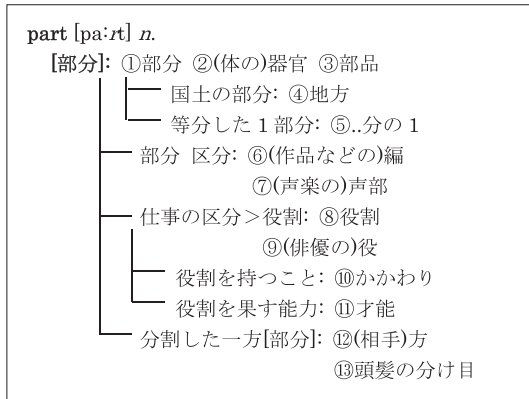 part [pa:rt] n.
[部分]: ①部分 ②(体の)器官 ③部品
国土の部分: ④地方
等分した1部分: ⑤..分の1
部分 区分: ⑥(作品などの)編
⑦(声楽の)声部
仕事の区分＞役割: ⑧役割
⑨(俳優の)役
役割を持つこと: ⑩かかわり
役割を果す能力: ⑪才能
分割した一方[部分]: ⑫(相手)方
⑬頭髪の分け目